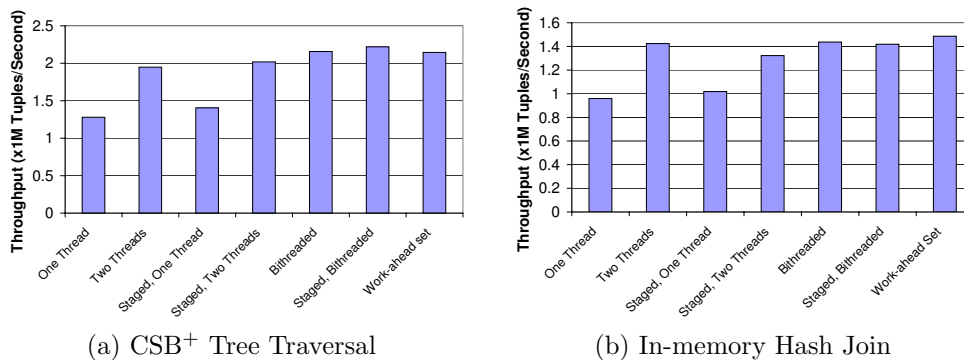 Throughput (x1M Tuples/Second)
2.5
2
1.5
1
0.5
0
One Thread
Two Threads
Staged, One Thread
Staged, Two Threads
Bithreaded
Staged, Bithreaded
Work-ahead set
(a) CSB+ Tree Traversal
Throughput (x1M Tuples/Second)
1.6
1.4
1.2
1
0.8
0.6
0.4
0.2
0
One Thread
Two Threads
Staged, One Thread
Staged, two Threads
Bithreaded
Staged, Bithreaded
Work-ahead Set
(b) In-memory Hash Join